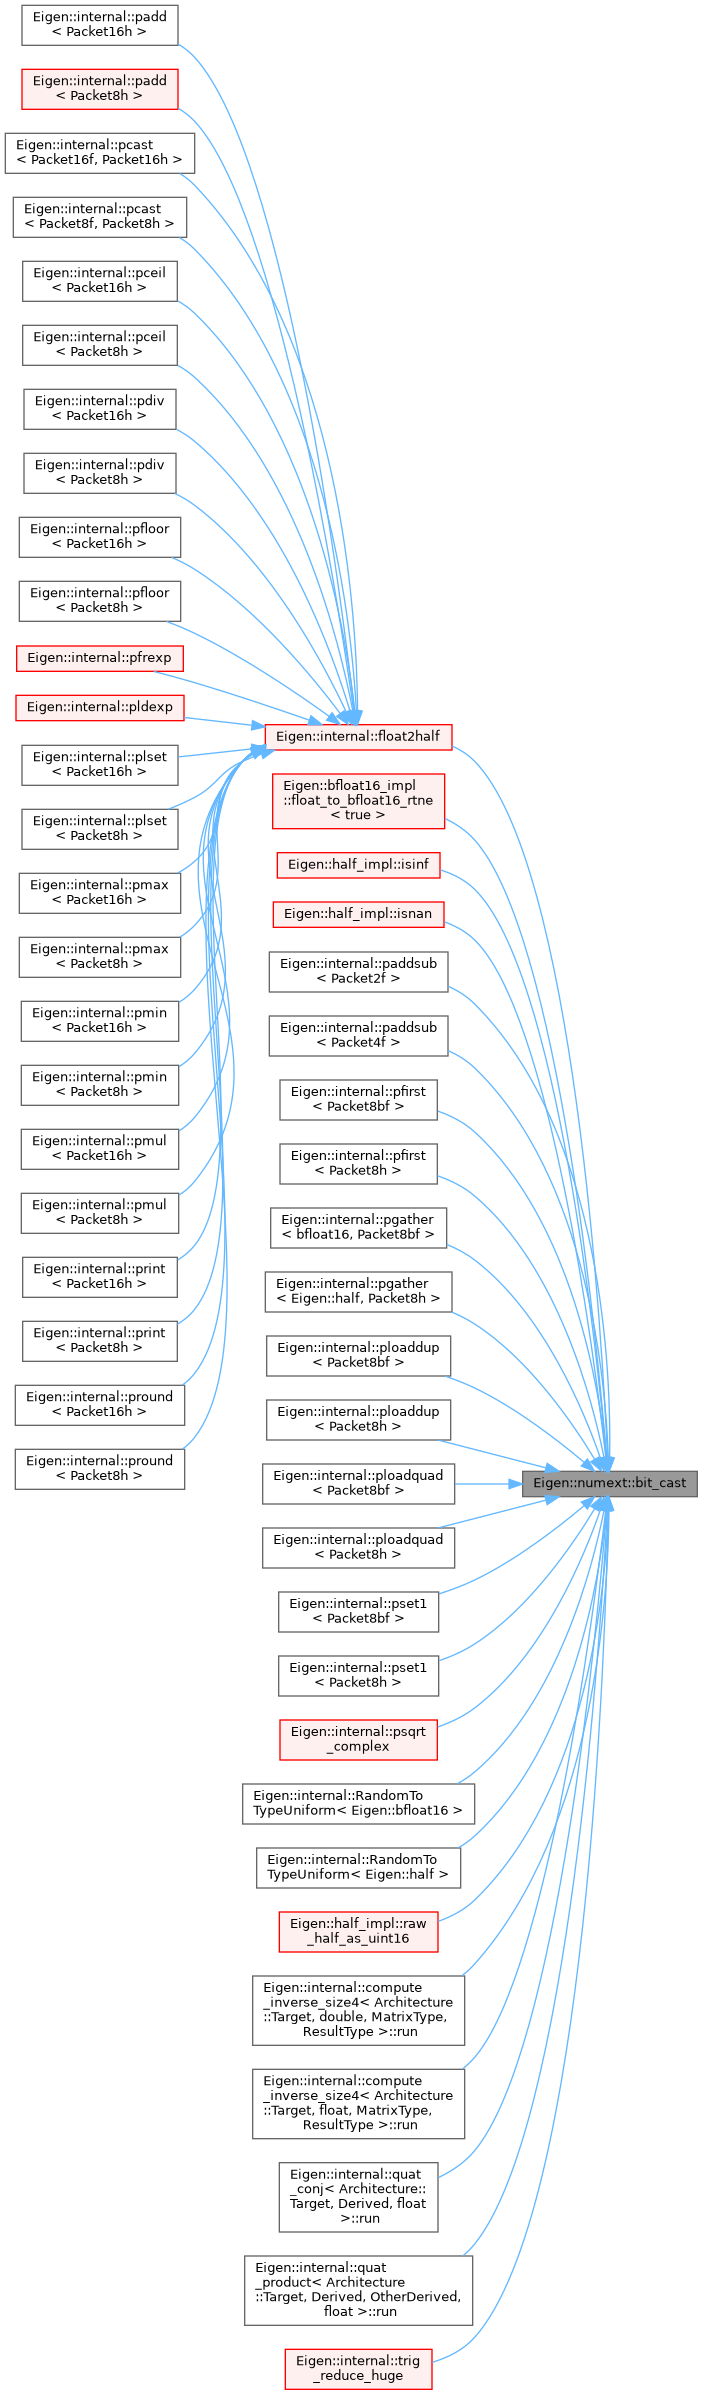 Eigen::internal::padd
< Packet16h >
Eigen::internal::padd
< Packet8h >
Eigen::internal::pcast
< Packet16f, Packet16h >
Eigen::internal::pcast
< Packet8f, Packet8h >
Eigen::internal::pceil
< Packet16h >
Eigen::internal::pceil
< Packet8h >
Eigen::internal::pdiv
< Packet16h >
Eigen::internal::pdiv
< Packet8h >
Eigen::internal::pfloor
< Packet16h >
Eigen::internal::pfloor
< Packet8h >
Eigen::internal::pfrexp
Eigen::internal::pldexp
Eigen::internal::plset
< Packet16h >
Eigen::internal::plset
< Packet8h >
Eigen::internal::pmax
< Packet16h >
Eigen::internal::pmax
< Packet8h >
Eigen::internal::pmin
< Packet16h >
Eigen::internal::pmin
< Packet8h >
Eigen::internal::pmul
< Packet16h >
Eigen::internal::pmul
< Packet8h >
Eigen::internal::print
< Packet16h >
Eigen::internal::print
< Packet8h >
Eigen::internal::pround
< Packet16h >
Eigen::internal::pround
< Packet8h >
Eigen::internal::float2half
Eigen::bfloat16_impl
::float_to_bfloat16_rtne
< true >
Eigen::half_impl::isinf
Eigen::half_impl::isnan
Eigen::internal::paddsub
< Packet2f >
Eigen::internal::paddsub
< Packet4f >
Eigen::internal::pfirst
< Packet8bf >
Eigen::internal::pfirst
< Packet8h >
Eigen::internal::pgather
< bfloat16, Packet8bf >
Eigen::internal::pgather
< Eigen::half, Packet8h >
Eigen::internal::ploaddup
< Packet8bf >
Eigen::internal::ploaddup
< Packet8h >
Eigen::internal::ploadquad
< Packet8bf >
Eigen::internal::ploadquad
< Packet8h >
Eigen::internal::pset1
< Packet8bf >
Eigen::internal::pset1
< Packet8h >
Eigen::internal::psqrt
_complex
Eigen::internal::RandomTo
TypeUniform< Eigen::bfloat16 >
Eigen::internal::RandomTo
TypeUniform< Eigen::half >
Eigen::half_impl::raw
_half_as_uint16
Eigen::internal::compute
_inverse_size4< Architecture
::Target, double, MatrixType,
ResultType >::run
Eigen::internal::compute
_inverse_size4< Architecture
::Target, float, MatrixType,
ResultType >::run
Eigen::internal::quat
_conj< Architecture::
Target, Derived, float
>::run
Eigen::internal::quat
_product< Architecture
::Target, Derived, OtherDerived,
float >::run
Eigen::internal::trig
_reduce_huge
Eigen::numext::bit_cast